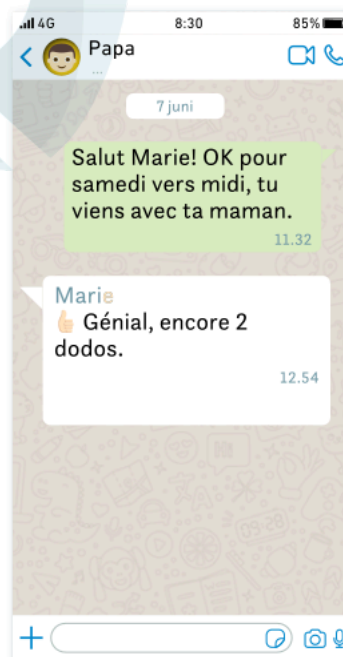 4G 8:30 85%
Papa
...
7 juni
Salut Marie! OK pour
samedi vers midi, tu
viens avec ta maman.
11.32
Marie
👍🏻 Génial, encore 2
dodos.
12.54